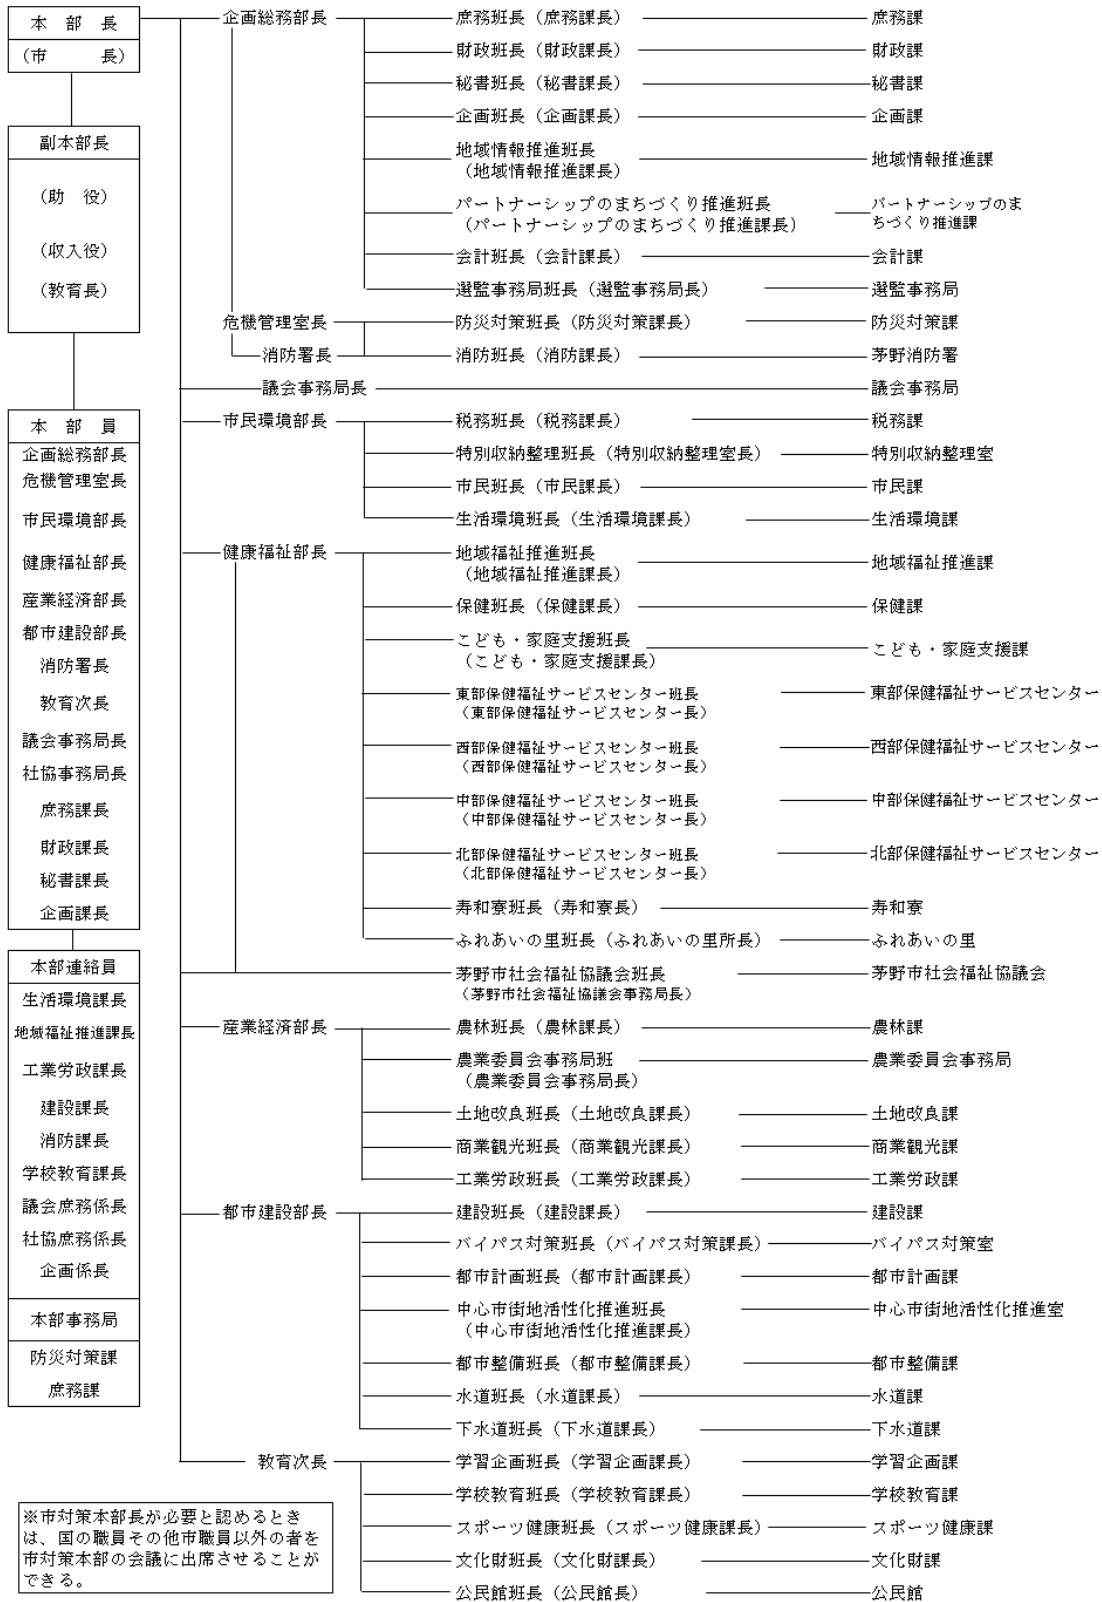 本　部　長
（市　　　長）
副本部長
（助　役）
（収入役）
（教育長）
本　部　員
企画総務部長
危機管理室長
市民環境部長
健康福祉部長
産業経済部長
都市建設部長
消防署長
教育次長
議会事務局長
社協事務局長
庶務課長
財政課長
秘書課長
企画課長
本部連絡員
生活環境課長
地域福祉推進課長
工業労政課長
建設課長
消防課長
学校教育課長
議会庶務係長
社協庶務係長
企画係長
本部事務局
防災対策課
庶務課
企画総務部長
庶務班長（庶務課長）
庶務課
財政班長（財政課長）
財政課
秘書班長（秘書課長）
秘書課
企画班長（企画課長）
企画課
地域情報推進班長
（地域情報推進課長）
地域情報推進課
パートナーシップのまちづくり推進班長
（パートナーシップのまちづくり推進課長）
パートナーシップのま
ちづくり推進課
会計班長（会計課長）
会計課
選監事務局班長（選監事務局長）
選監事務局
危機管理室長
防災対策班長（防災対策課長）
防災対策課
消防署長
消防班長（消防課長）
茅野消防署
議会事務局長
議会事務局
市民環境部長
税務班長（税務課長）
税務課
特別収納整理班長（特別収納整理室長）
特別収納整理室
市民班長（市民課長）
市民課
生活環境班長（生活環境課長）
生活環境課
健康福祉部長
地域福祉推進班長
（地域福祉推進課長）
地域福祉推進課
保健班長（保健課長）
保健課
こども・家庭支援班長
（こども・家庭支援課長）
こども・家庭支援課
東部保健福祉サービスセンター班長
（東部保健福祉サービスセンター長）
東部保健福祉サービスセンター
西部保健福祉サービスセンター班長
（西部保健福祉サービスセンター長）
西部保健福祉サービスセンター
中部保健福祉サービスセンター班長
（中部保健福祉サービスセンター長）
中部保健福祉サービスセンター
北部保健福祉サービスセンター班長
（北部保健福祉サービスセンター長）
北部保健福祉サービスセンター
寿和寮班長（寿和寮長）
寿和寮
ふれあいの里班長（ふれあいの里所長）
ふれあいの里
茅野市社会福祉協議会班長
（茅野市社会福祉協議会事務局長）
茅野市社会福祉協議会
産業経済部長
農林班長（農林課長）
農林課
農業委員会事務局班
（農業委員会事務局長）
農業委員会事務局
土地改良班長（土地改良課長）
土地改良課
商業観光班長（商業観光課長）
商業観光課
工業労政班長（工業労政課長）
工業労政課
都市建設部長
建設班長（建設課長）
建設課
バイパス対策班長（バイパス対策課長）
バイパス対策室
都市計画班長（都市計画課長）
都市計画課
中心市街地活性化推進班長
（中心市街地活性化推進課長）
中心市街地活性化推進室
都市整備班長（都市整備課長）
都市整備課
水道班長（水道課長）
水道課
下水道班長（下水道課長）
下水道課
教育次長
学習企画班長（学習企画課長）
学習企画課
学校教育班長（学校教育課長）
学校教育課
スポーツ健康班長（スポーツ健康課長）
スポーツ健康課
文化財班長（文化財課長）
文化財課
公民館班長（公民館長）
公民館
※市対策本部長が必要と認めるとき
は、国の職員その他市職員以外の者を
市対策本部の会議に出席させることが
できる。